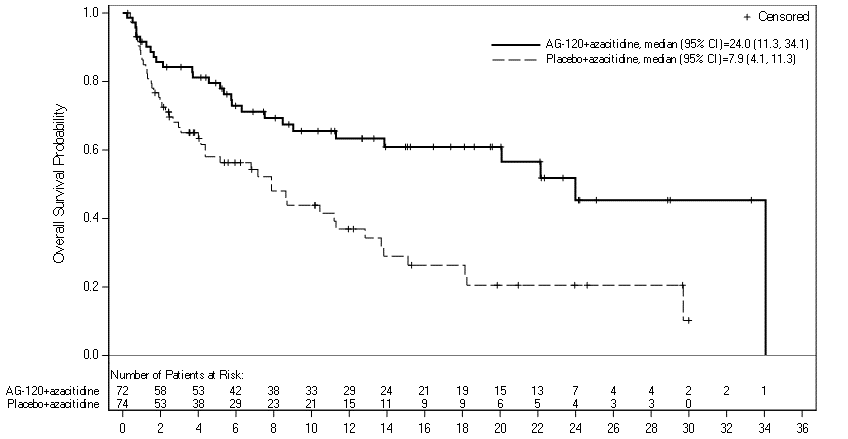 1.0
+ Censored
AG-120+azacitidine, median (95% CI)=24.0 (11.3, 34.1)
Placebo+azacitidine, median (95% CI)=7.9 (4.1, 11.3)
0.8
0.6
0.4
0.2
0.0
Overall Survival Probability
Number of Patients at Risk:
AG-120+azacitidine 72 58 53 42 38 33 29 24 21 19 15 13 7 4 4 2 2 1
Placebo+azacitidine 74 53 38 29 23 21 15 11 9 9 6 5 4 3 3 0
0 2 4 6 8 10 12 14 16 18 20 22 24 26 28 30 32 34 36